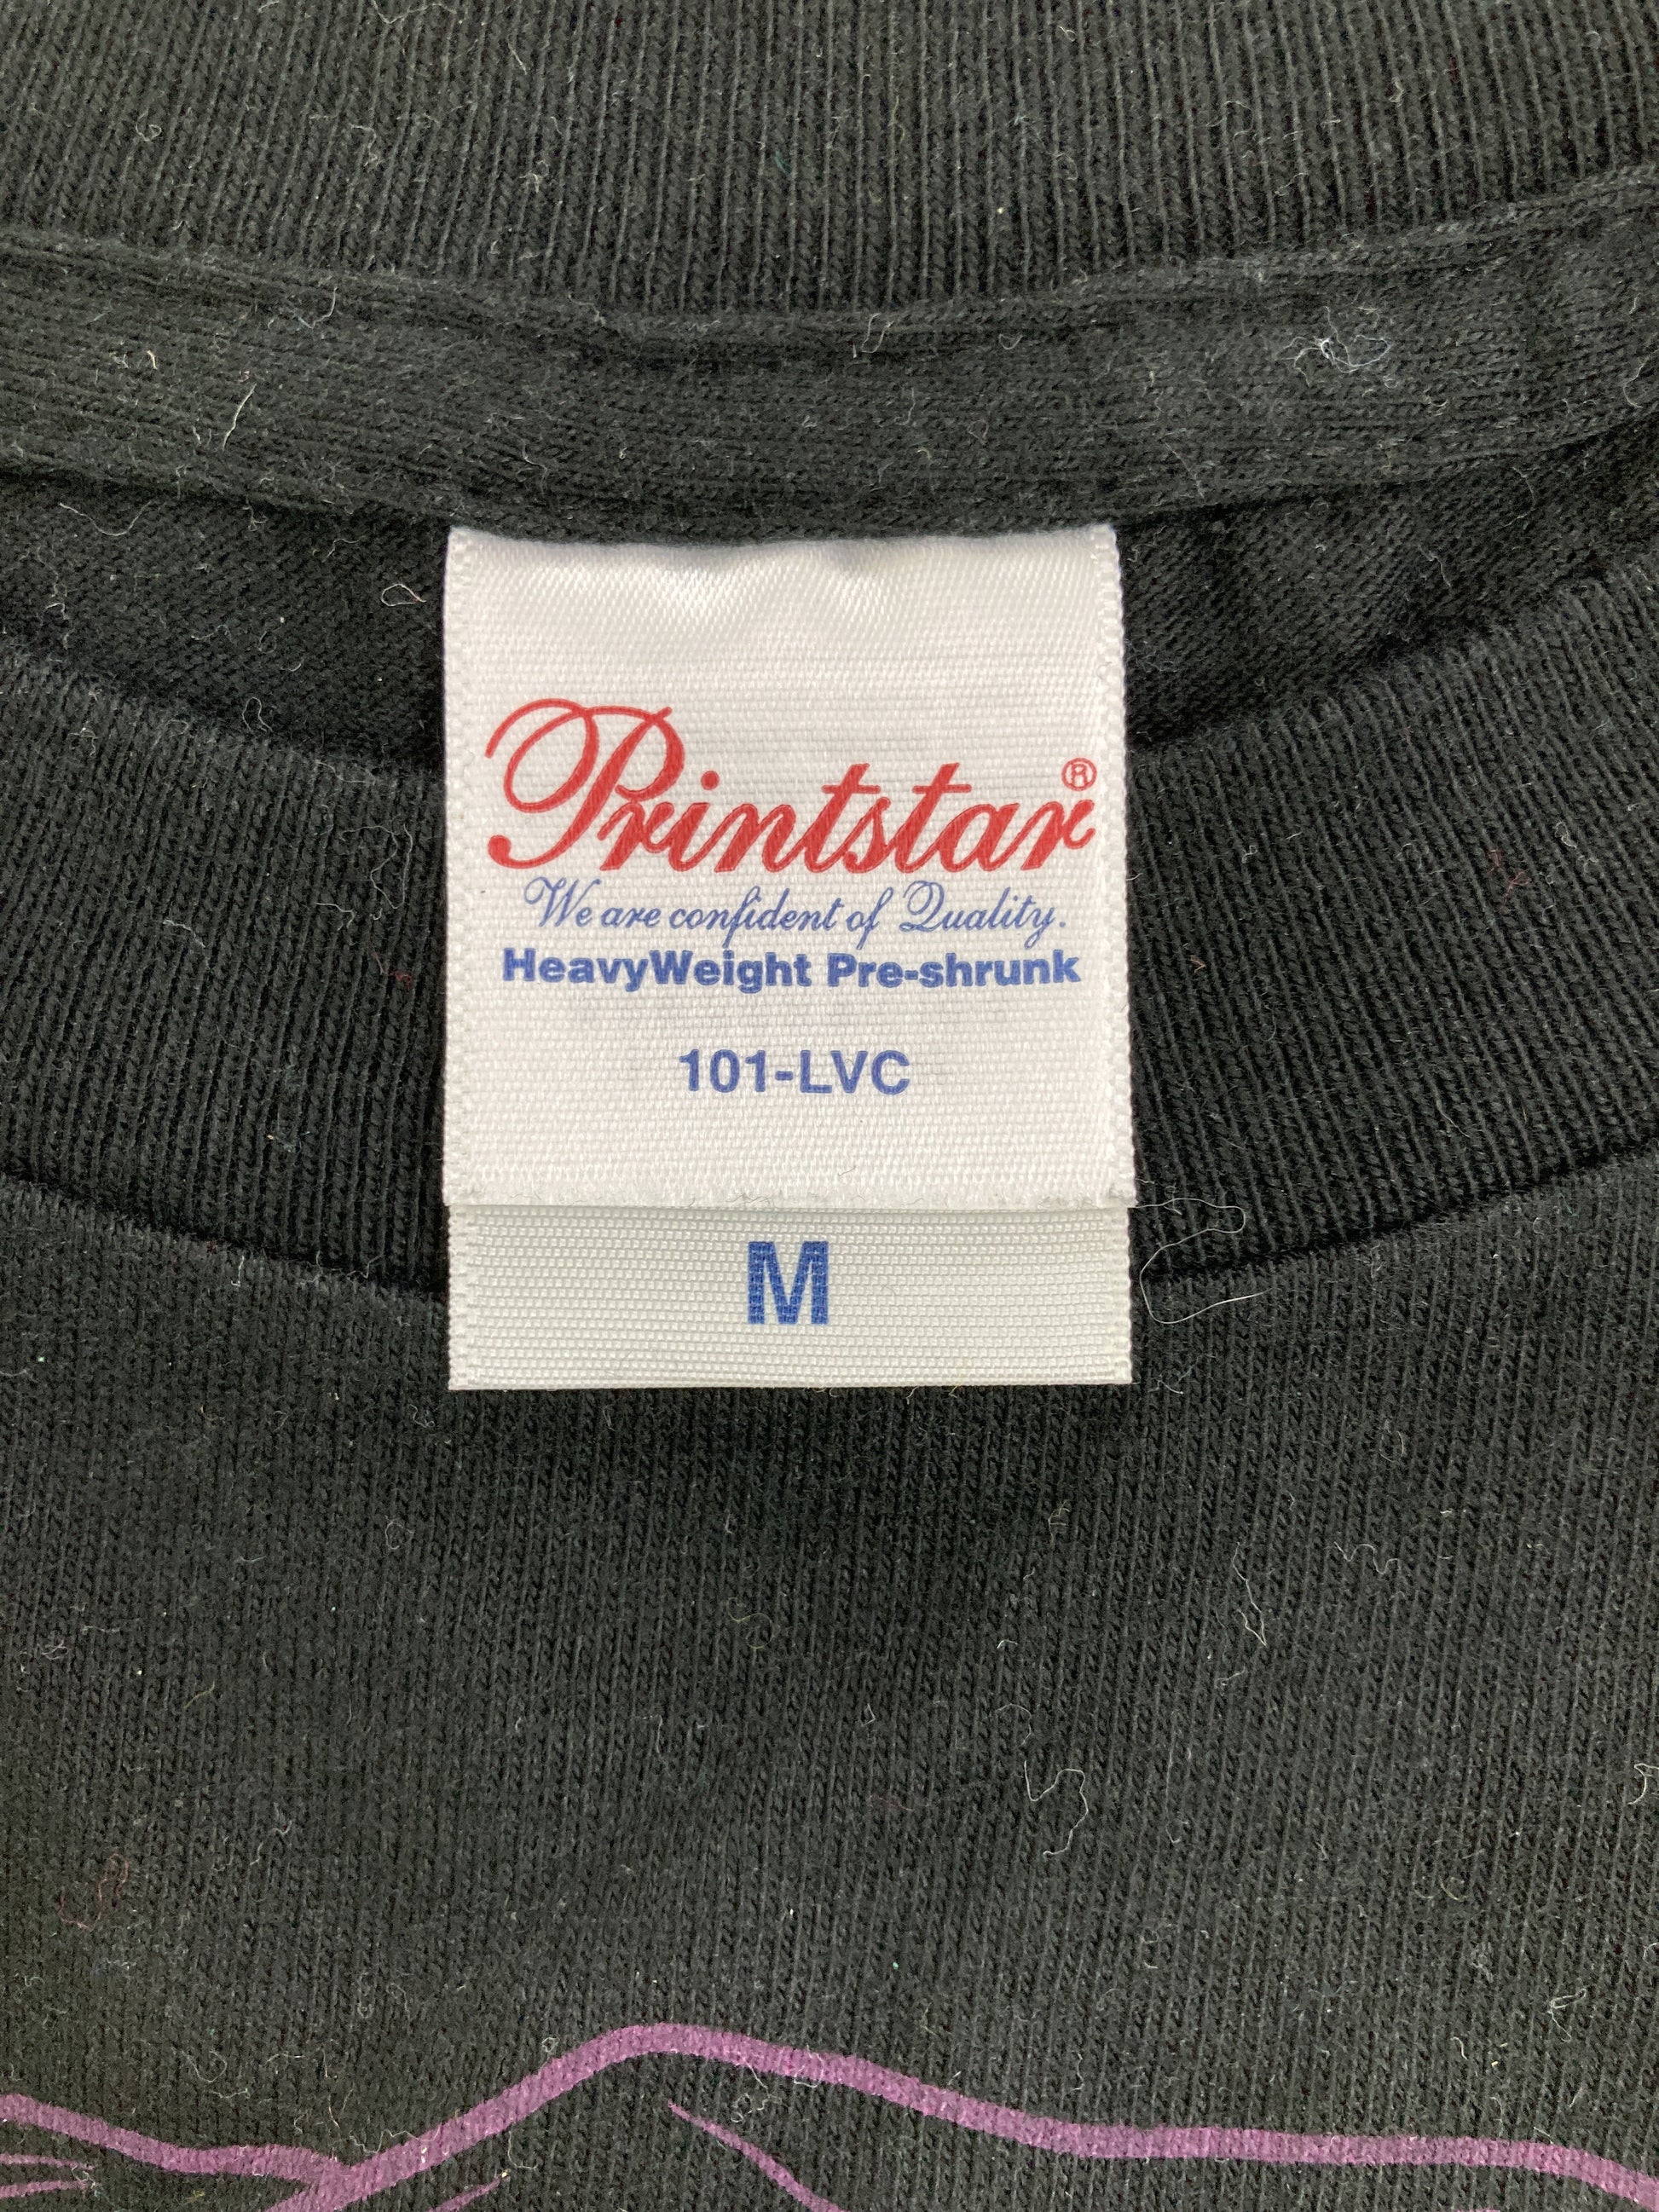 Printstar®
We are confident of Quality.
HeavyWeight Pre-shrunk
101-LVC
M